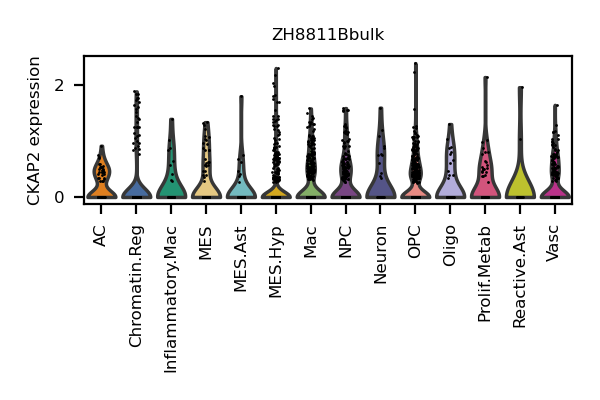 ZH8811Bbulk
CKAP2 expression
2
0
AC
Chromatin.Reg
Inflammatory.Mac
MES
MES.Ast
MES.Hyp
Mac
NPC
Neuron
OPC
Oligo
Prolif.Metab
Reactive.Ast
Vasc